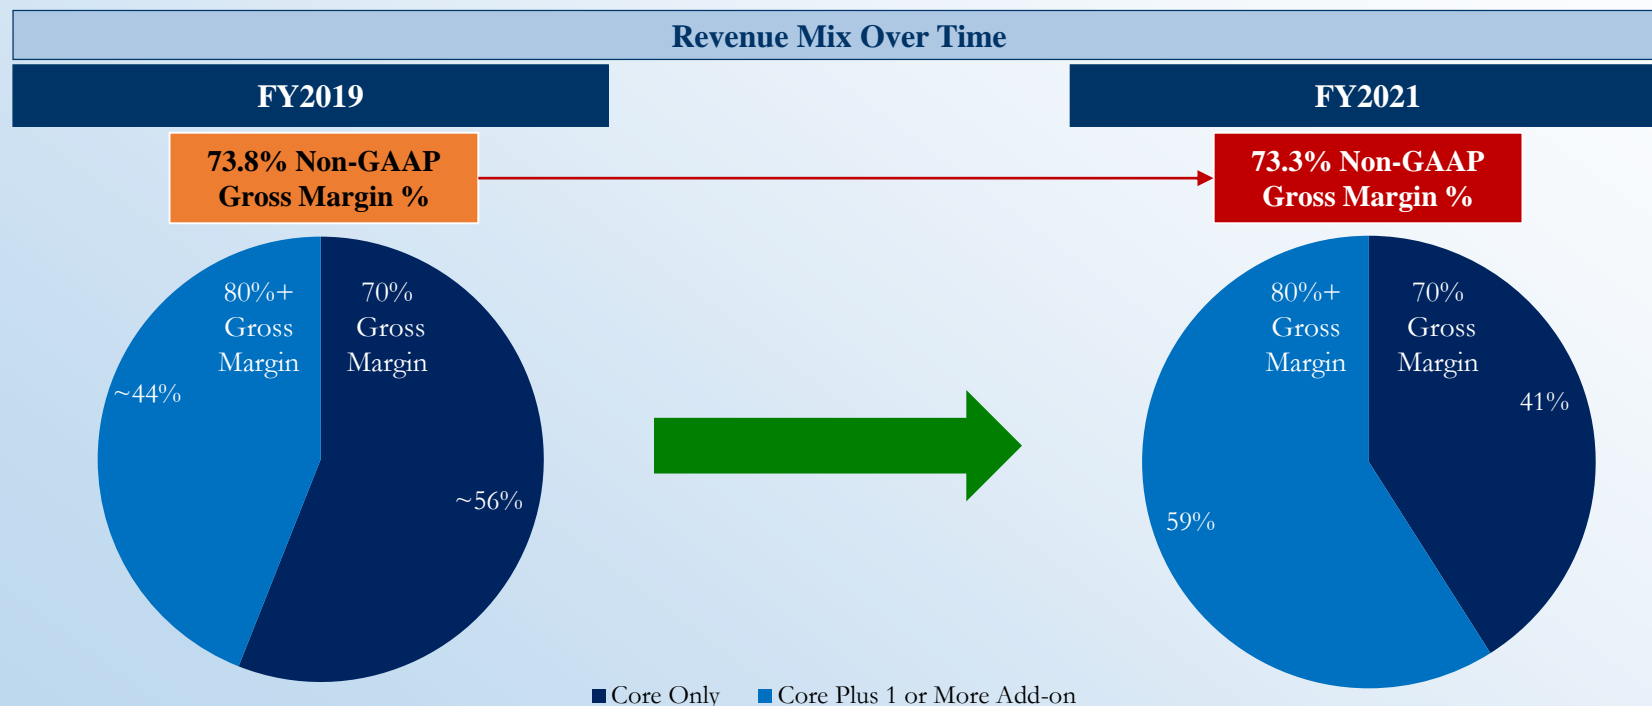 Revenue Mix Over Time
FY2019
FY2021
73.8% Non-GAAP
Gross Margin %
73.3% Non-GAAP
Gross Margin %
80%+
Gross
Margin
70%
Gross
Margin
~44%
~56%
80%+
Gross
Margin
70%
Gross
Margin
41%
59%
Core Only
Core Plus 1 or More Add-on